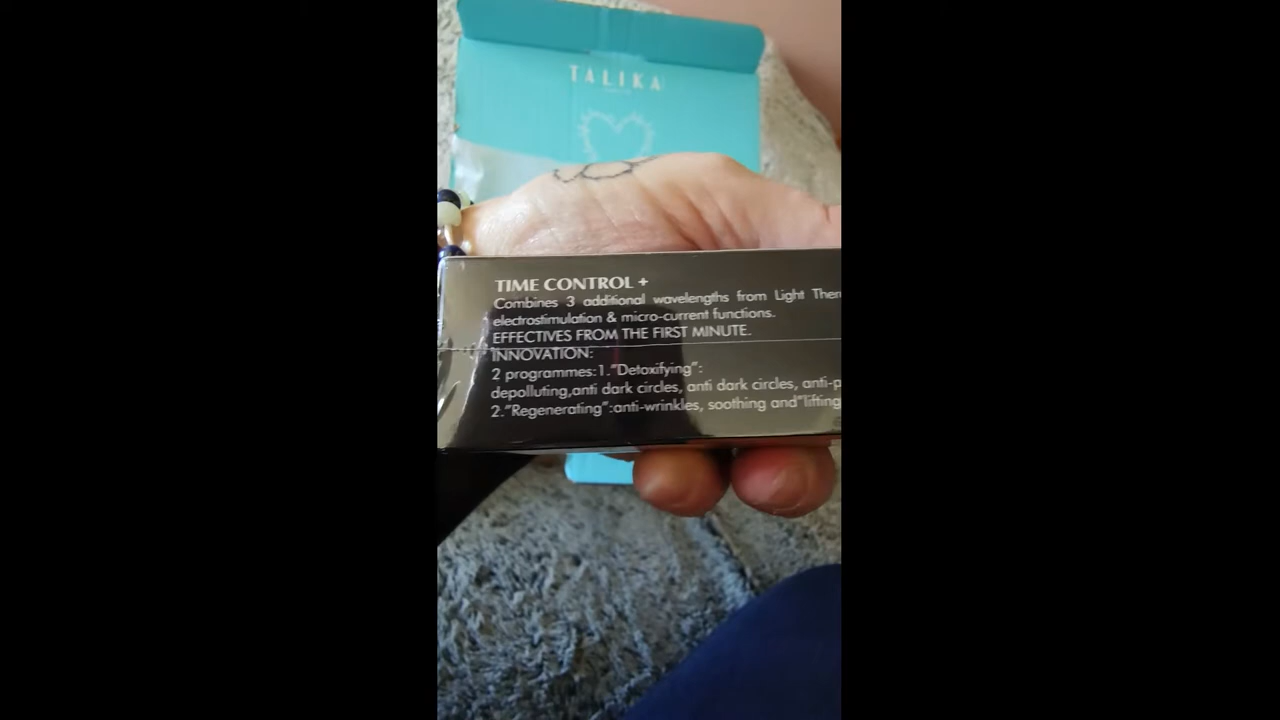 TALIKA
TIME CONTROL +
Combines 3 additional wavelengths from Light
electrostimulation & micro-current functions.
EFFECTIVES FROM THE FIRST MINUTE.
INNOVATION:
2 programmes:1."Detoxifying":
depolluting,anti dark circles, anti dark circles,
2."Regenerating":anti-wrinkles, soothing and"lifting